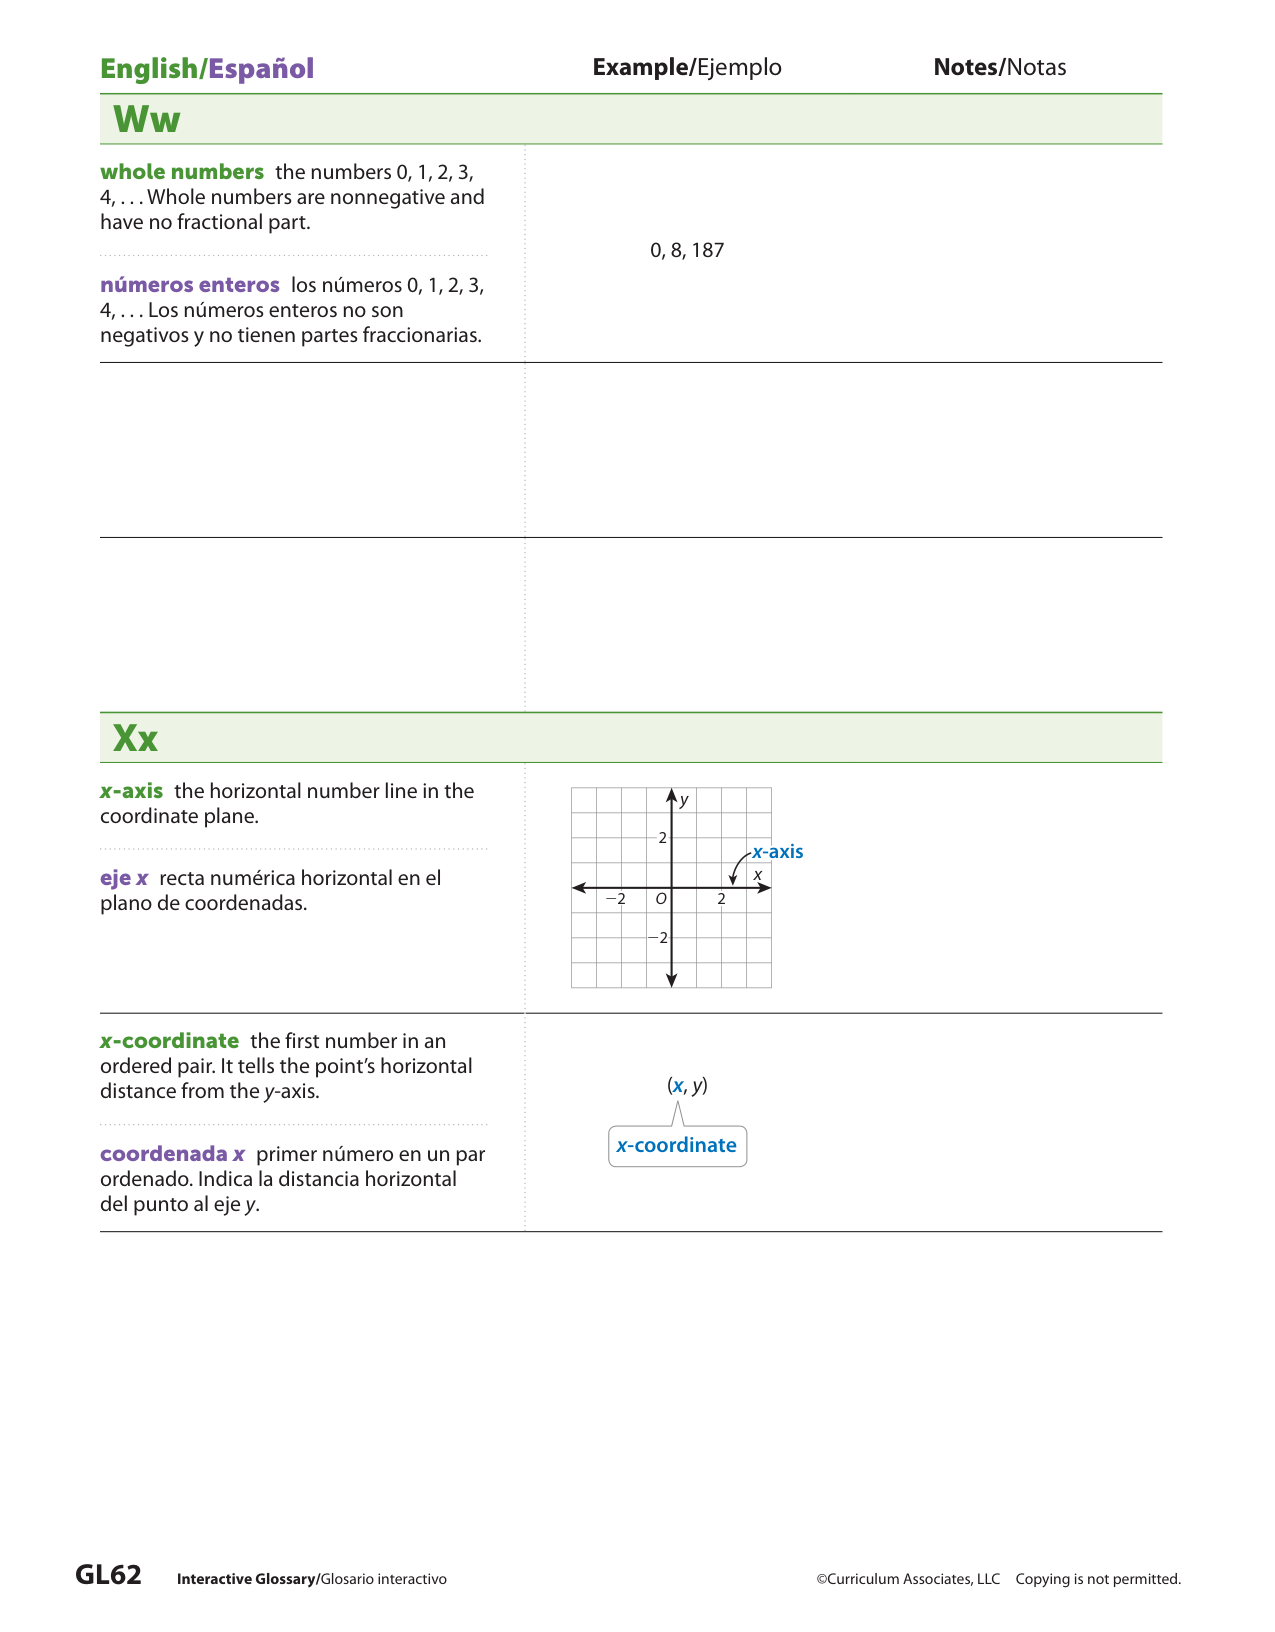 English/Español Example/Ejemplo Notes/Notas
Ww
whole numbers the numbers 0, 1, 2, 3,
4, . . . Whole numbers are nonnegative and
have no fractional part.
0, 8, 187
números enteros los números 0, 1, 2, 3,
4, . . . Los números enteros no son
negativos y no tienen partes fraccionarias.
Xx
x-axis the horizontal number line in the
coordinate plane.
eje x recta numérica horizontal en el
plano de coordenadas.
y
2
x-axis
x
−2 O 2
−2
x-coordinate the first number in an
ordered pair. It tells the point’s horizontal
distance from the y-axis.
coordenada x primer número en un par
ordenado. Indica la distancia horizontal
del punto al eje y.
(x, y)
x-coordinate
GL62 Interactive Glossary/Glosario interactivo ©Curriculum Associates, LLC Copying is not permitted.